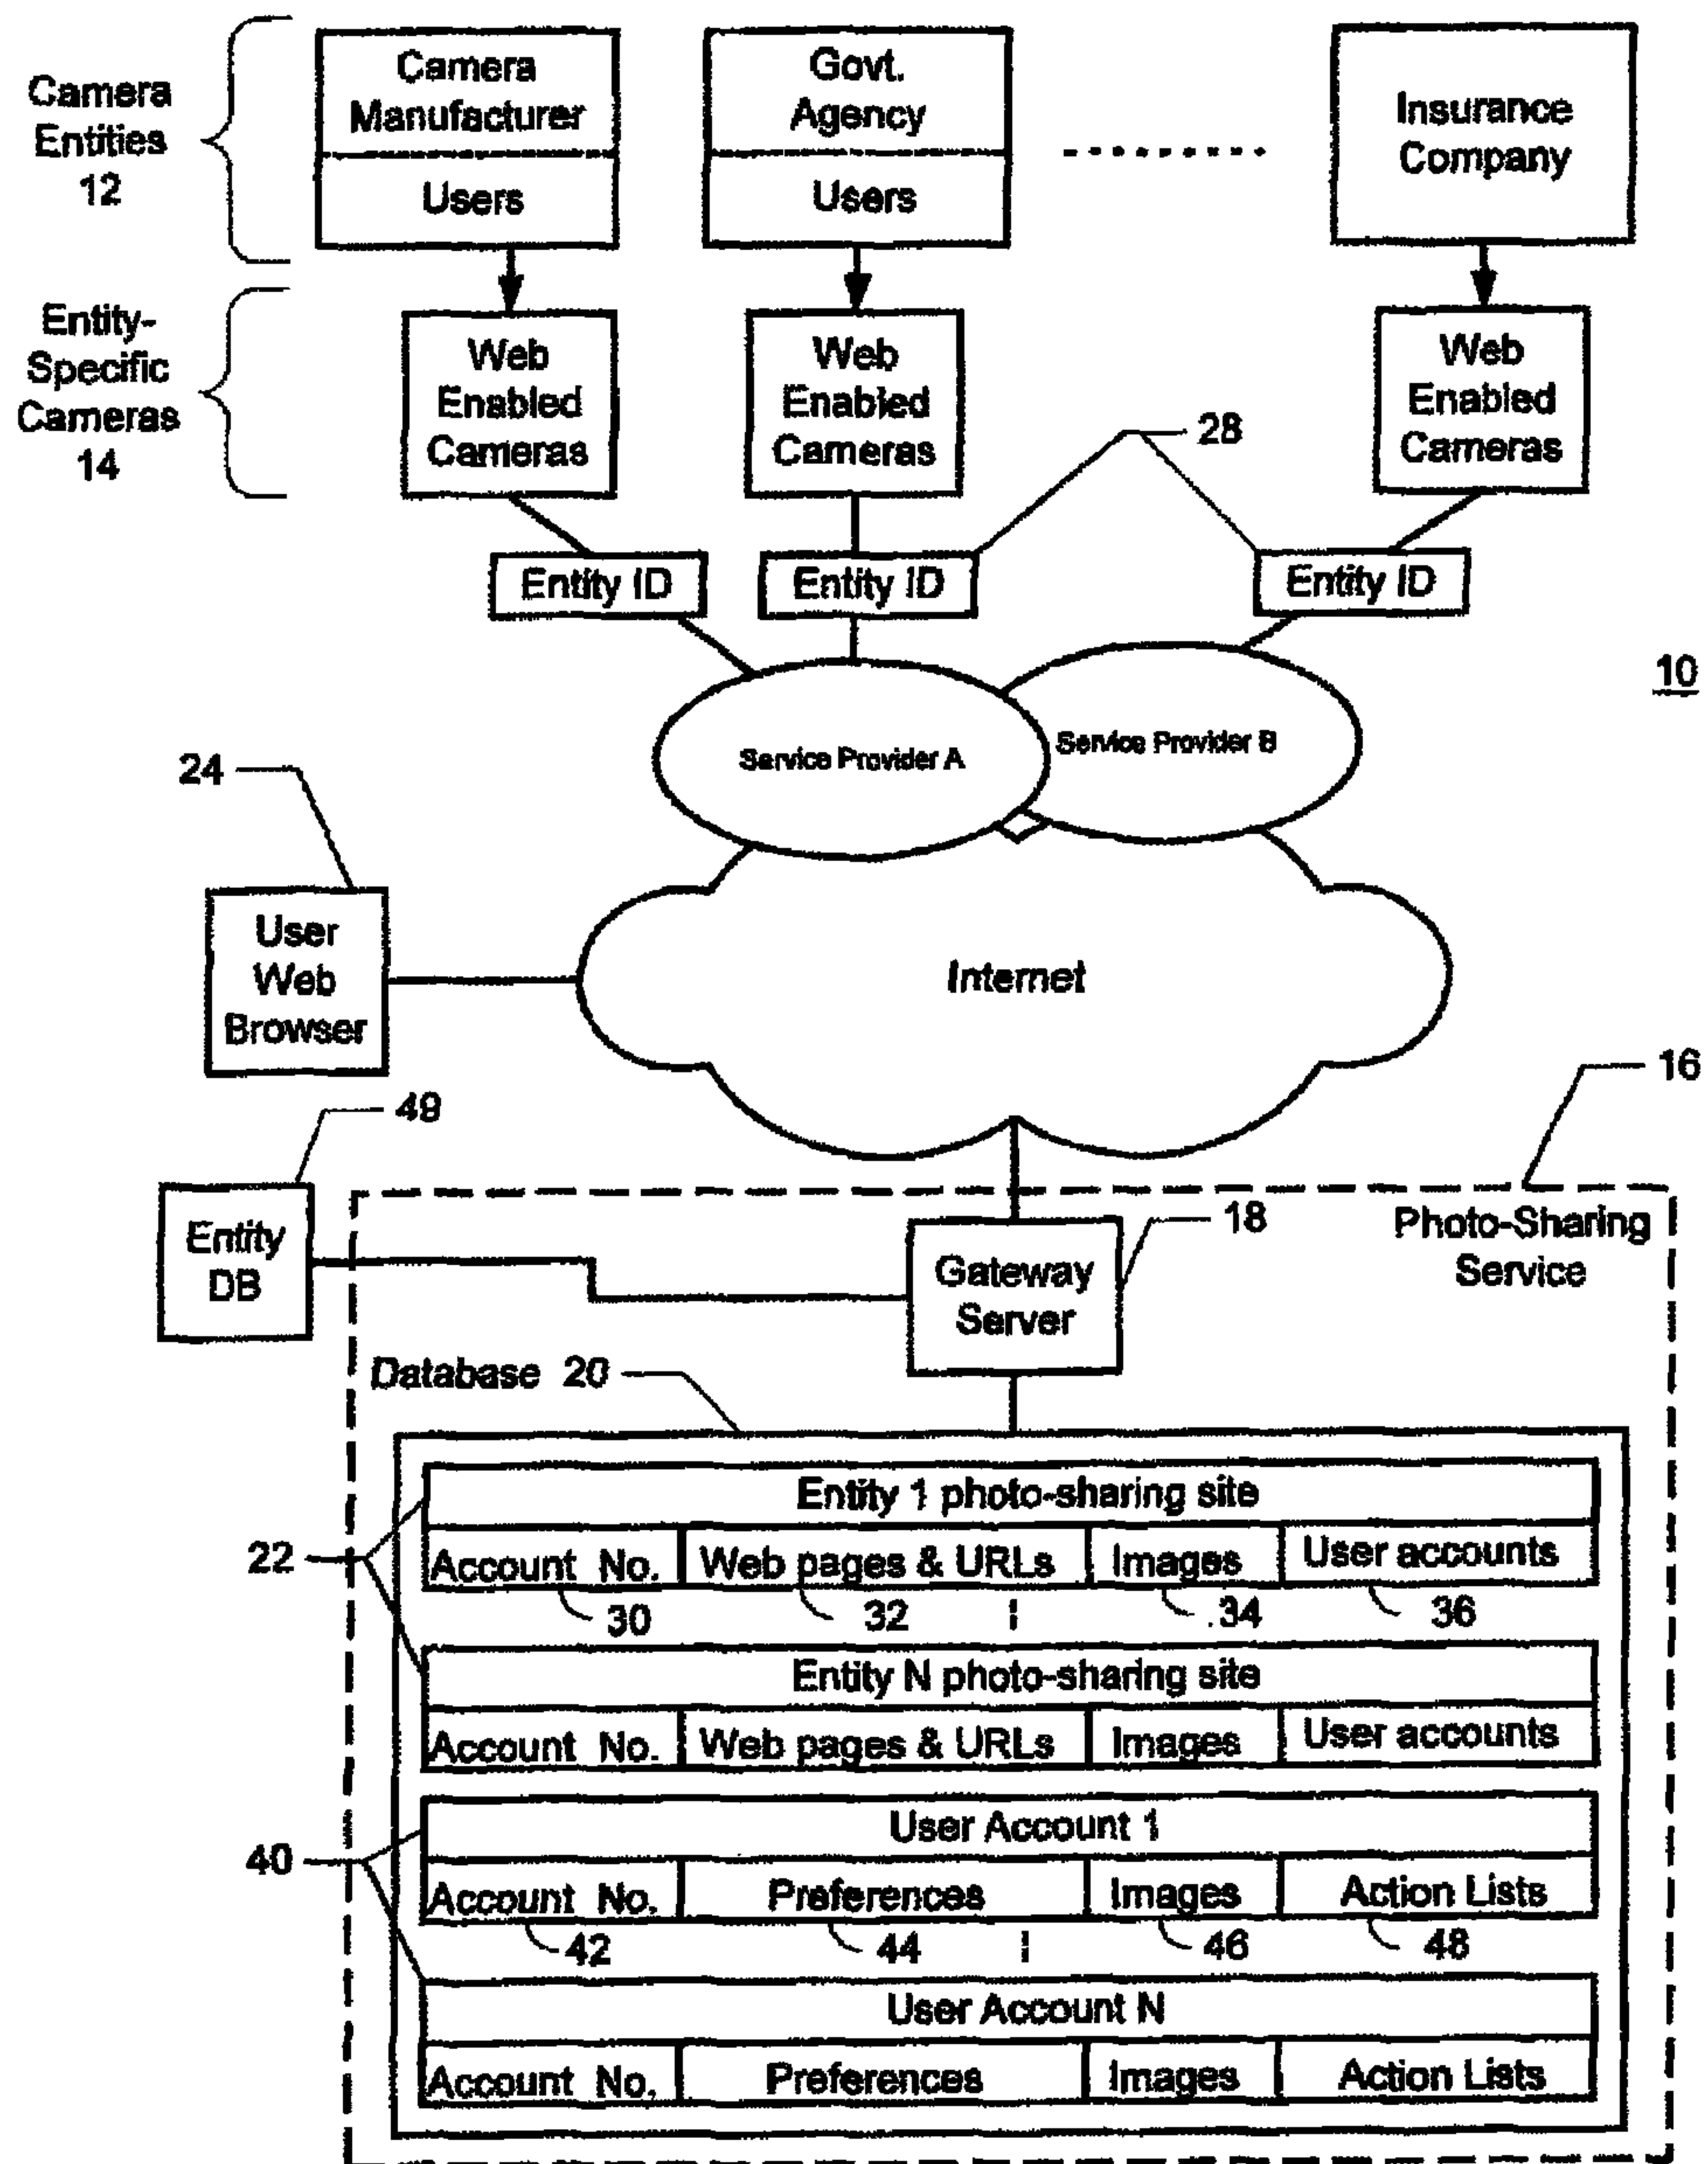 Camera
Entities
12
Camera
Manufacturer
Users
Govt.
Agency
Users
Insurance
Company
Entity-
Specific
Cameras
14
Web
Enabled
Cameras
Web
Enabled
Cameras
Web
Enabled
Cameras
28
Entity ID
Entity ID
Entity ID
10
Service Provider A
Service Provider B
24
User
Web
Browser
Internet
16
49
Entity
DB
18
Photo-Sharing
Service
Gateway
Server
Database 20
Entity 1 photo-sharing site
22
Account No.
Web pages & URLs
Images
User accounts
30
32
34
36
Entity N photo-sharing site
Account No.
Web pages & URLs
Images
User accounts
User Account 1
40
Account No.
Preferences
Images
Action Lists
42
44
46
48
User Account N
Account No.
Preferences
Images
Action Lists